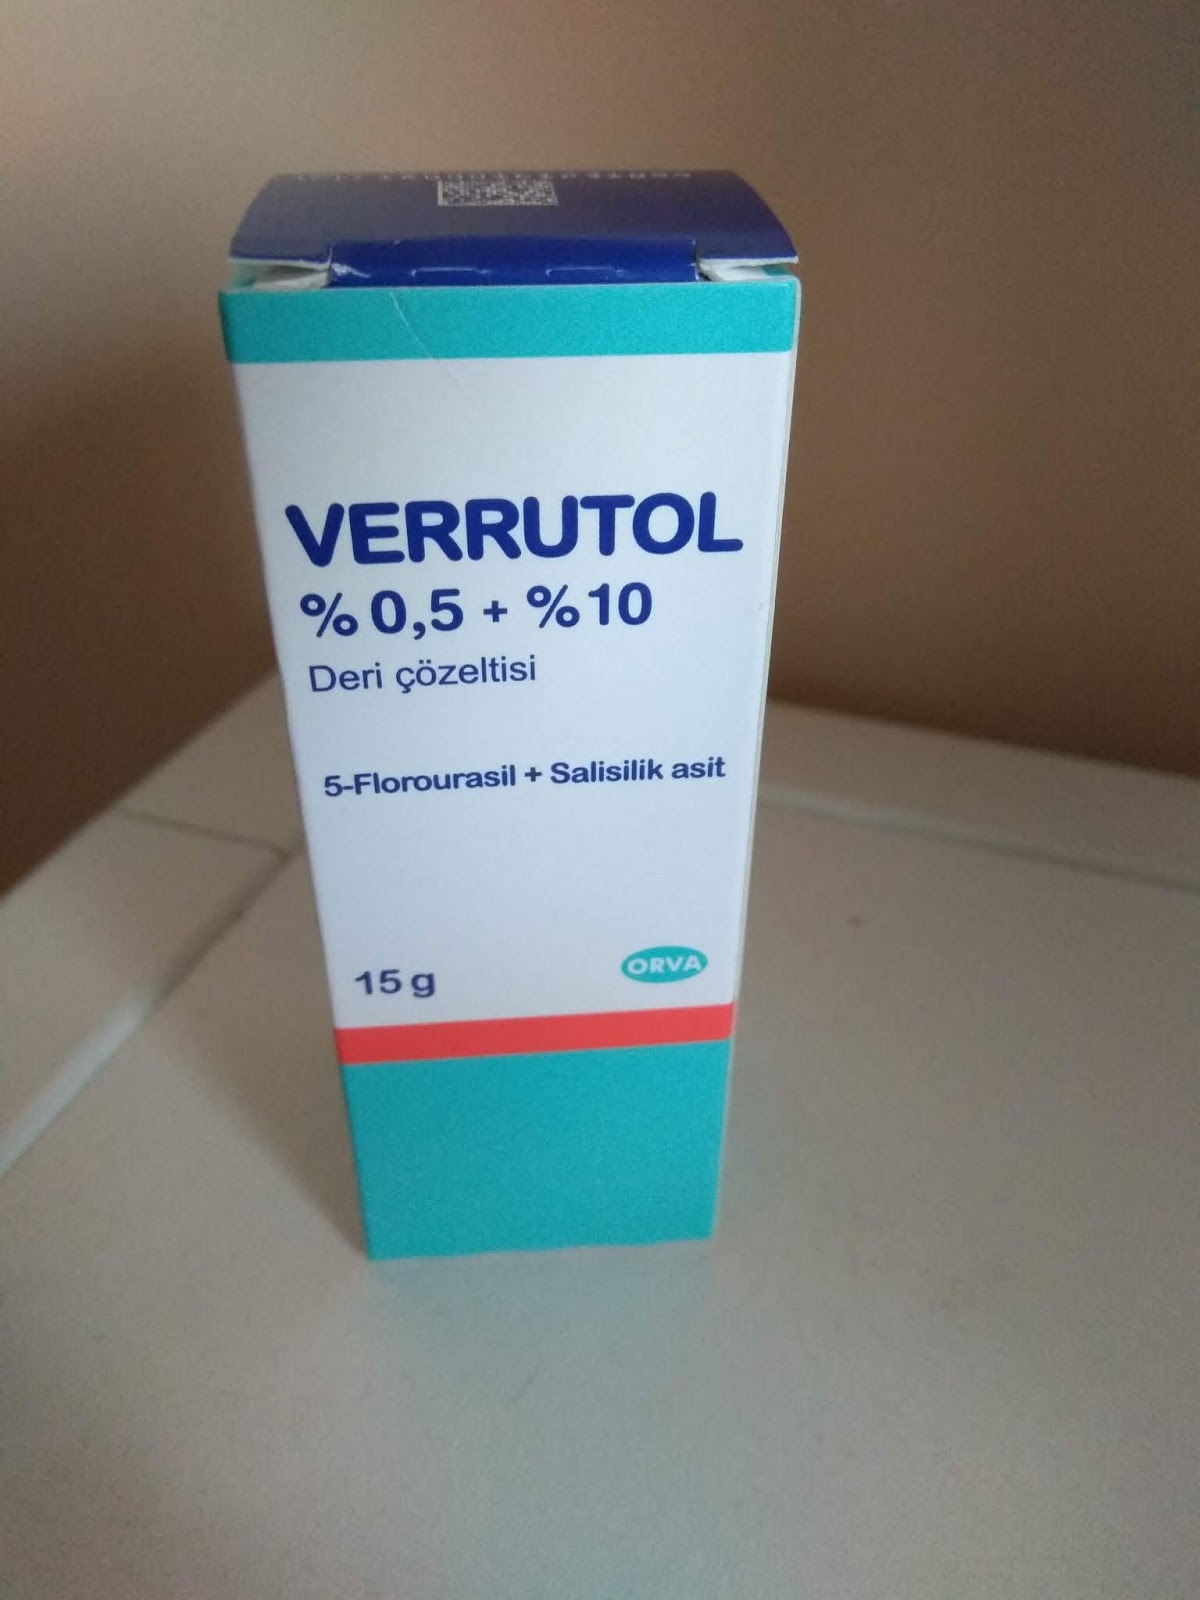 VERRUTOL
% 0,5 + %10
Deri çözeltisi
5-Florourasil + Salisilik asit
15 g
ORVA